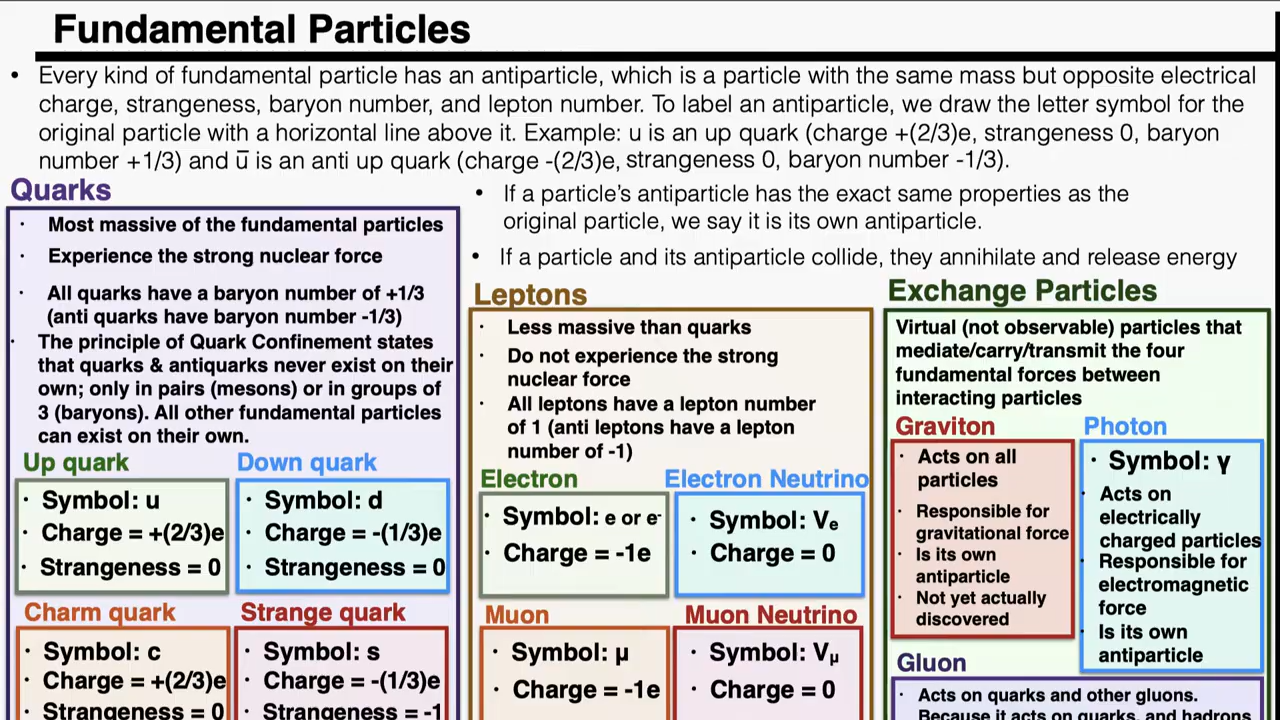 Fundamental Particles
• Every kind of fundamental particle has an antiparticle, which is a particle with the same mass but opposite electrical
charge, strangeness, baryon number, and lepton number. To label an antiparticle, we draw the letter symbol for the
original particle with a horizontal line above it. Example: u is an up quark (charge +(2/3)e, strangeness 0, baryon
number +1/3) and u̅ is an anti up quark (charge -(2/3)e, strangeness 0, baryon number -1/3).
• If a particle's antiparticle has the exact same properties as the
original particle, we say it is its own antiparticle.
• If a particle and its antiparticle collide, they annihilate and release energy
Quarks
· Most massive of the fundamental particles
· Experience the strong nuclear force
· All quarks have a baryon number of +1/3
(anti quarks have baryon number -1/3)
· The principle of Quark Confinement states
that quarks & antiquarks never exist on their
own; only in pairs (mesons) or in groups of
3 (baryons). All other fundamental particles
can exist on their own.
Up quark
· Symbol: u
· Charge = +(2/3)e
· Strangeness = 0
Down quark
· Symbol: d
· Charge = -(1/3)e
· Strangeness = 0
Charm quark
· Symbol: c
· Charge = +(2/3)e
· Strangeness = 0
Strange quark
· Symbol: s
· Charge = -(1/3)e
· Strangeness = -1
Leptons
· Less massive than quarks
· Do not experience the strong
nuclear force
· All leptons have a lepton number
of 1 (anti leptons have a lepton
number of -1)
Electron
· Symbol: e or e⁻
· Charge = -1e
Electron Neutrino
· Symbol: Vₑ
· Charge = 0
Muon
· Symbol: μ
· Charge = -1e
Muon Neutrino
· Symbol: Vμ
· Charge = 0
Exchange Particles
Virtual (not observable) particles that
mediate/carry/transmit the four
fundamental forces between
interacting particles
Graviton
· Acts on all
particles
· Responsible for
gravitational force
· Is its own
antiparticle
· Not yet actually
discovered
Photon
· Symbol: γ
· Acts on
electrically
charged particles
· Responsible for
electromagnetic
force
· Is its own
antiparticle
Gluon
· Acts on quarks and other gluons.
Because it acts on quarks, and hadrons